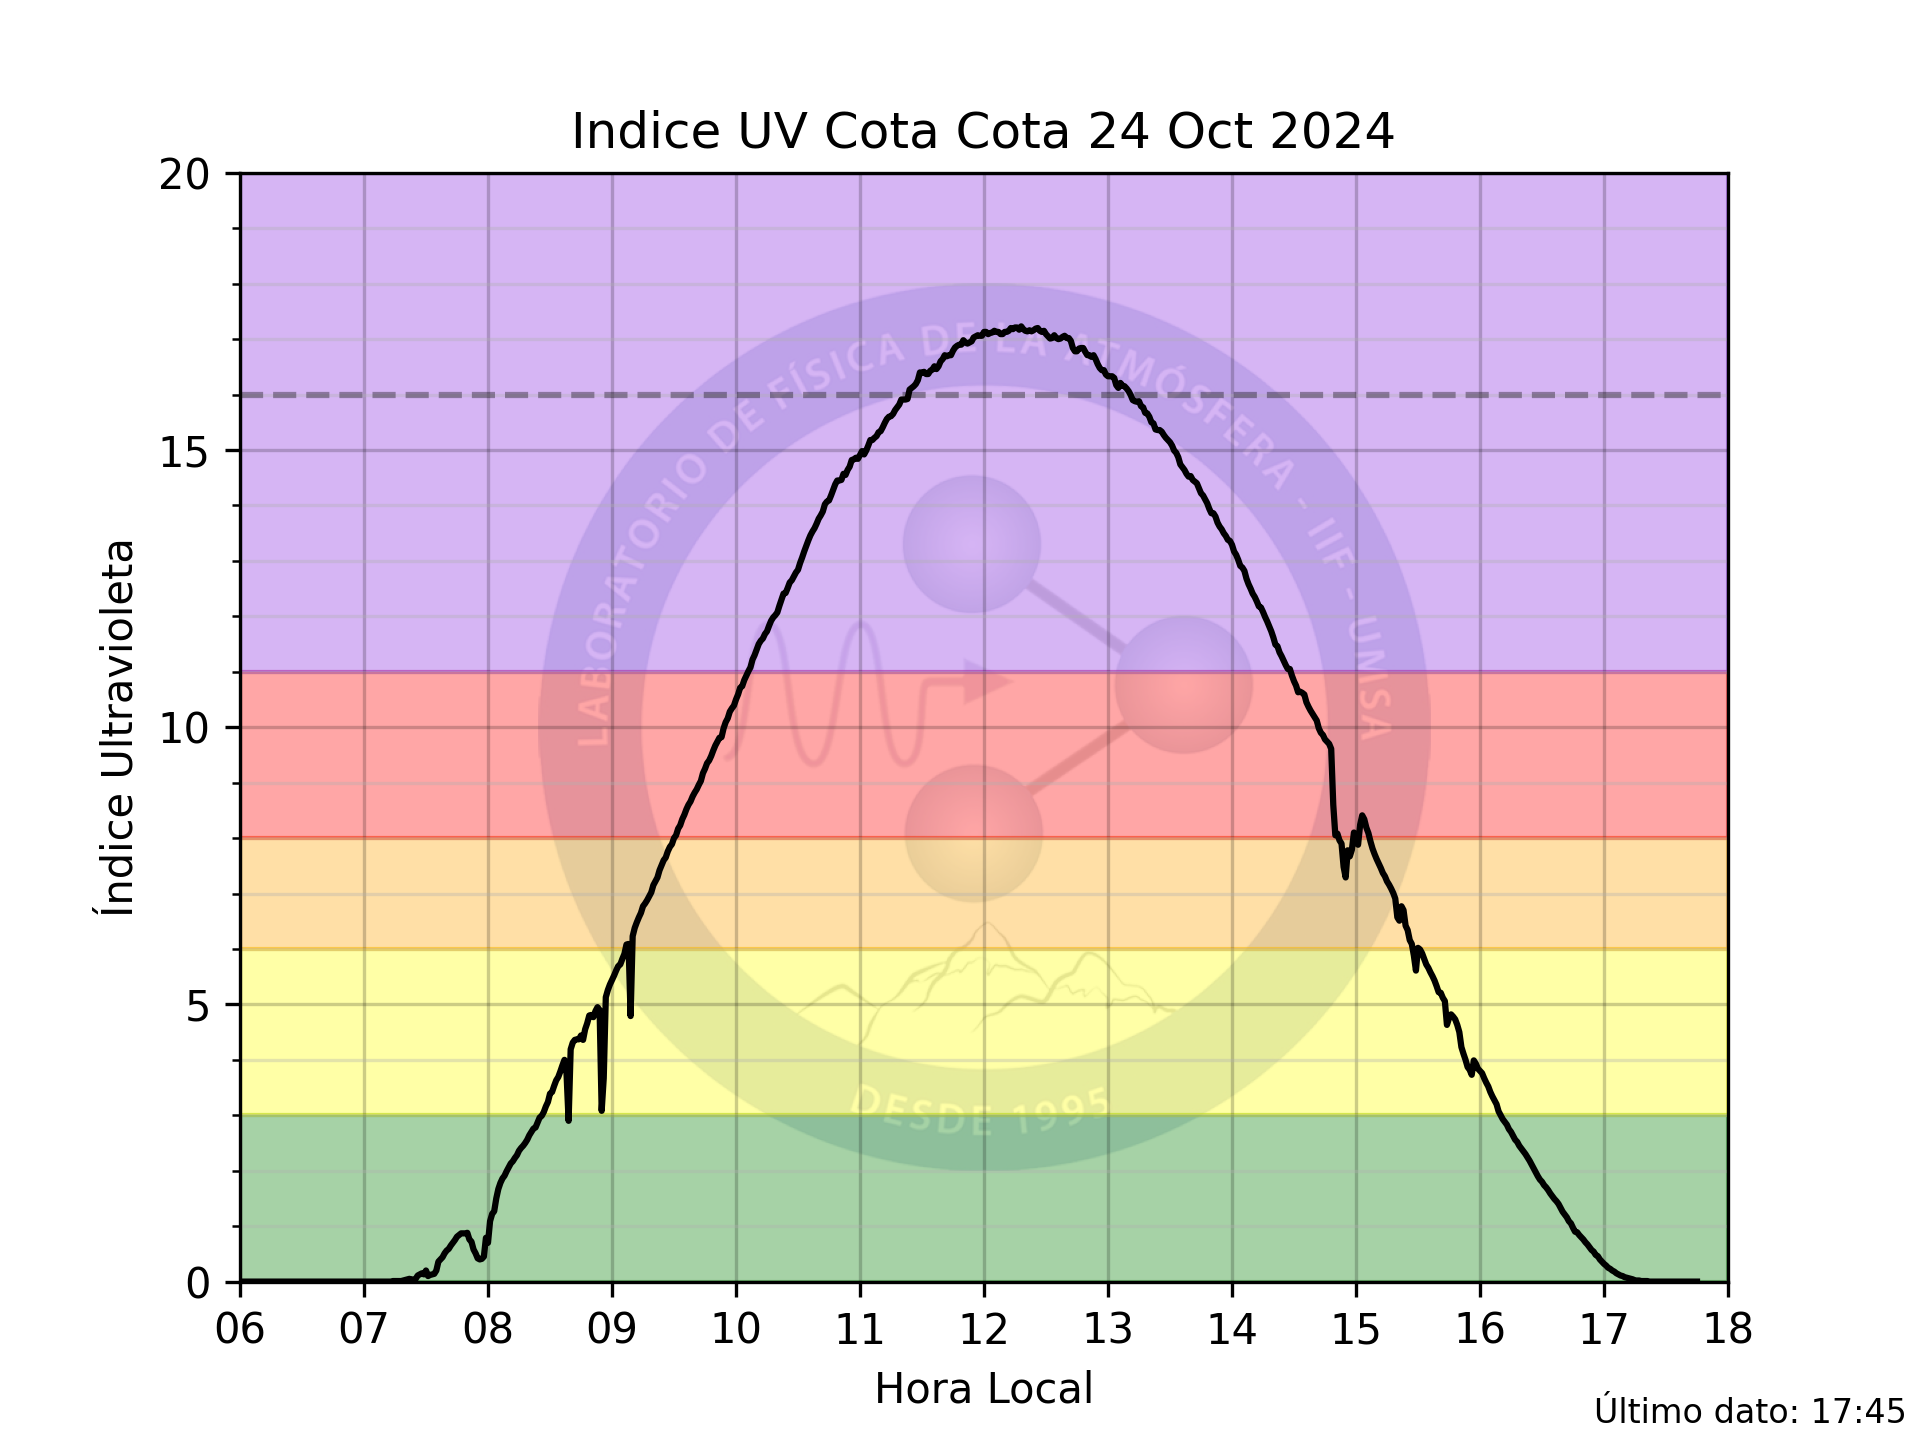 Indice UV Cota Cota 24 Oct 2024
20
15
10
5
0
Índice Ultravioleta
LABORATORIO DE FÍSICA DE LA ATMÓSFERA - IIF - UMSA
DESDE 1995
06 07 08 09 10 11 12 13 14 15 16 17 18
Hora Local
Último dato: 17:45